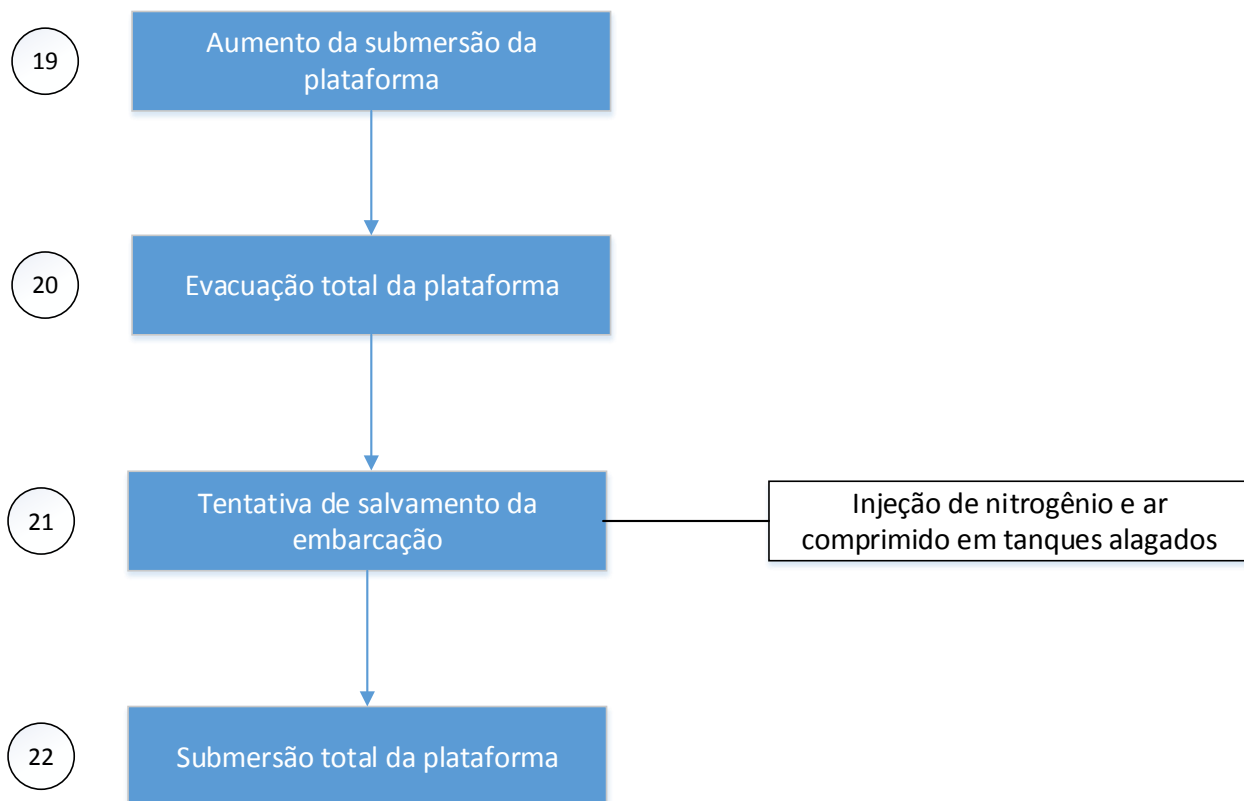 19
Aumento da submersão da
plataforma
20
Evacuação total da plataforma
21
Tentativa de salvamento da
embarcação
Injeção de nitrogênio e ar
comprimido em tanques alagados
22
Submersão total da plataforma